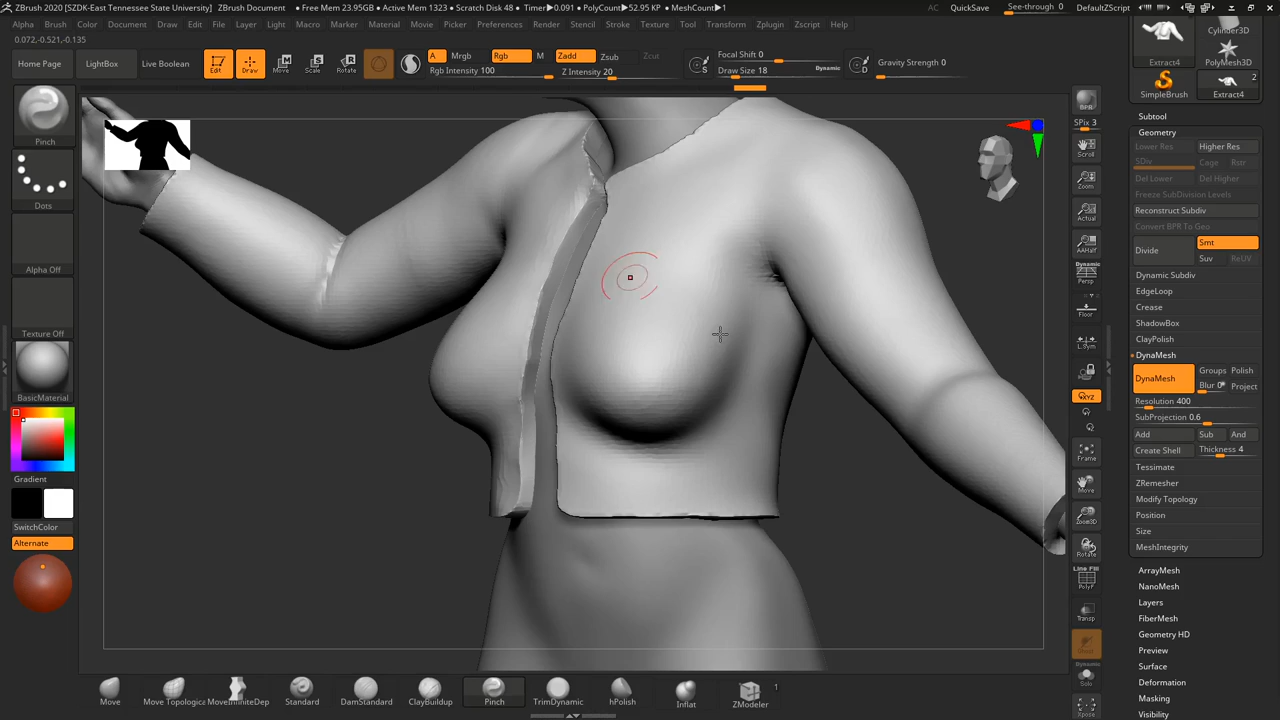 ZBrush 2020 [SZDK-East Tennessee State University] ZBrush Document • Free Mem 23.95GB • Active Mem 1323 • Scratch Disk 48 • Timer▶0.091 • PolyCount▶52.95 KP • MeshCount▶1
AC QuickSave See-through 0 Menus DefaultZScript
Alpha Brush Color Document Draw Edit File Layer Light Macro Marker Material Movie Picker Preferences Render Stencil Stroke Texture Tool Transform Zplugin Zscript Help
0.072,-0.521,-0.135
Home Page LightBox Live Boolean
Edit Draw Move Scale Rotate
A Mrgb Rgb M Zadd Zsub Zcut
Rgb Intensity 100 Z Intensity 20
Focal Shift 0
Draw Size 18 Dynamic
S D
Gravity Strength 0
Pinch
Dots
Alpha Off
Texture Off
BasicMaterial
Gradient
SwitchColor
Alternate
BPR
SPix 3
Scroll
Zoom
Actual
AAHalf
Dynamic
Persp
Floor
L.Sym
XYZ
Frame
Move
Zoom3D
Rotate
Line Fill
PolyF
Transp
Dynamic
Solo
Xpose
Cylinder3D
Extract4 PolyMesh3D
2
SimpleBrush Extract4
Subtool
Geometry
Lower Res Higher Res
SDiv Cage Rstr
Del Lower Del Higher
Freeze SubDivision Levels
Reconstruct Subdiv
Convert BPR To Geo
Divide Smt
Suv ReUV
Dynamic Subdiv
EdgeLoop
Crease
ShadowBox
ClayPolish
DynaMesh
DynaMesh Groups Polish
Blur 0 Project
Resolution 400
SubProjection 0.6
Add Sub And
Create Shell Thickness 4
Tessimate
ZRemesher
Modify Topology
Position
Size
MeshIntegrity
ArrayMesh
NanoMesh
Layers
FiberMesh
Geometry HD
Preview
Surface
Deformation
Masking
Visibility
Move Move Topologic MoveInfiniteDep Standard DamStandard ClayBuildup Pinch TrimDynamic hPolish Inflat ZModeler
1